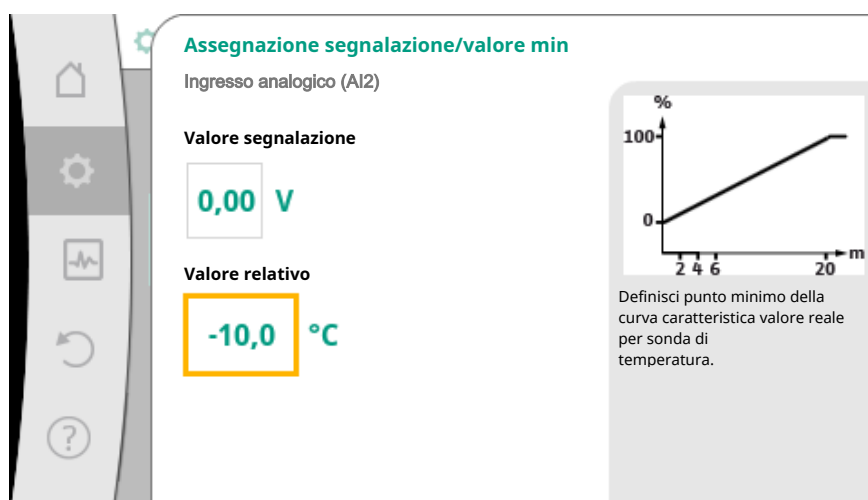 Assegnazione segnalazione/valore min
Ingresso analogico (AI2)
Valore segnalazione
0,00 V
Valore relativo
-10,0 °C
%
100
0
m
2 4 6 20
Definisci punto minimo della
curva caratteristica valore reale
per sonda di
temperatura.
?